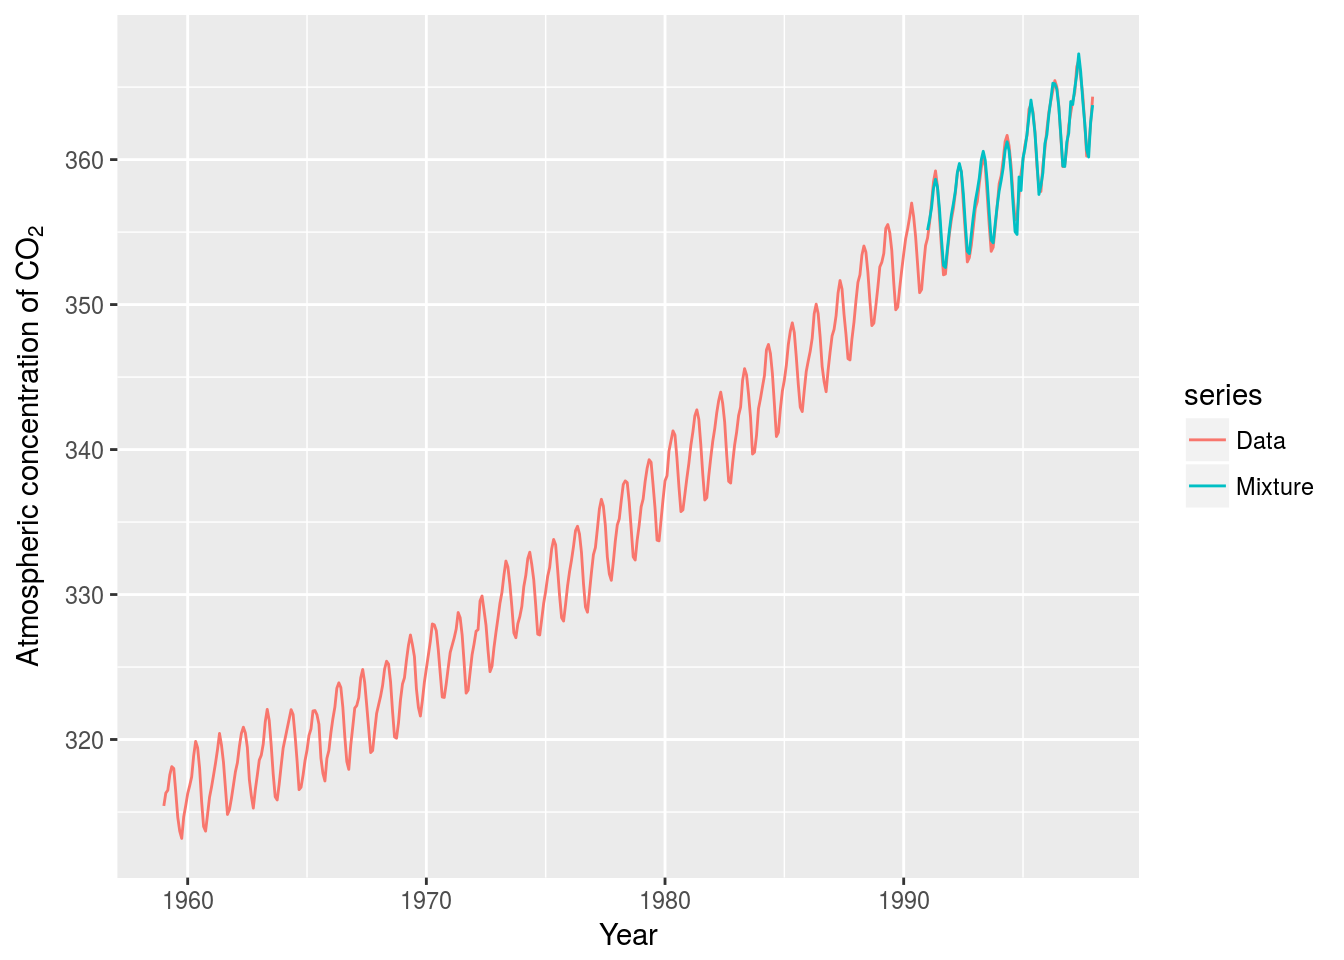 360
350
340
330
320
1960 1970 1980 1990
Year
Atmospheric concentration of CO₂
series
Data
Mixture